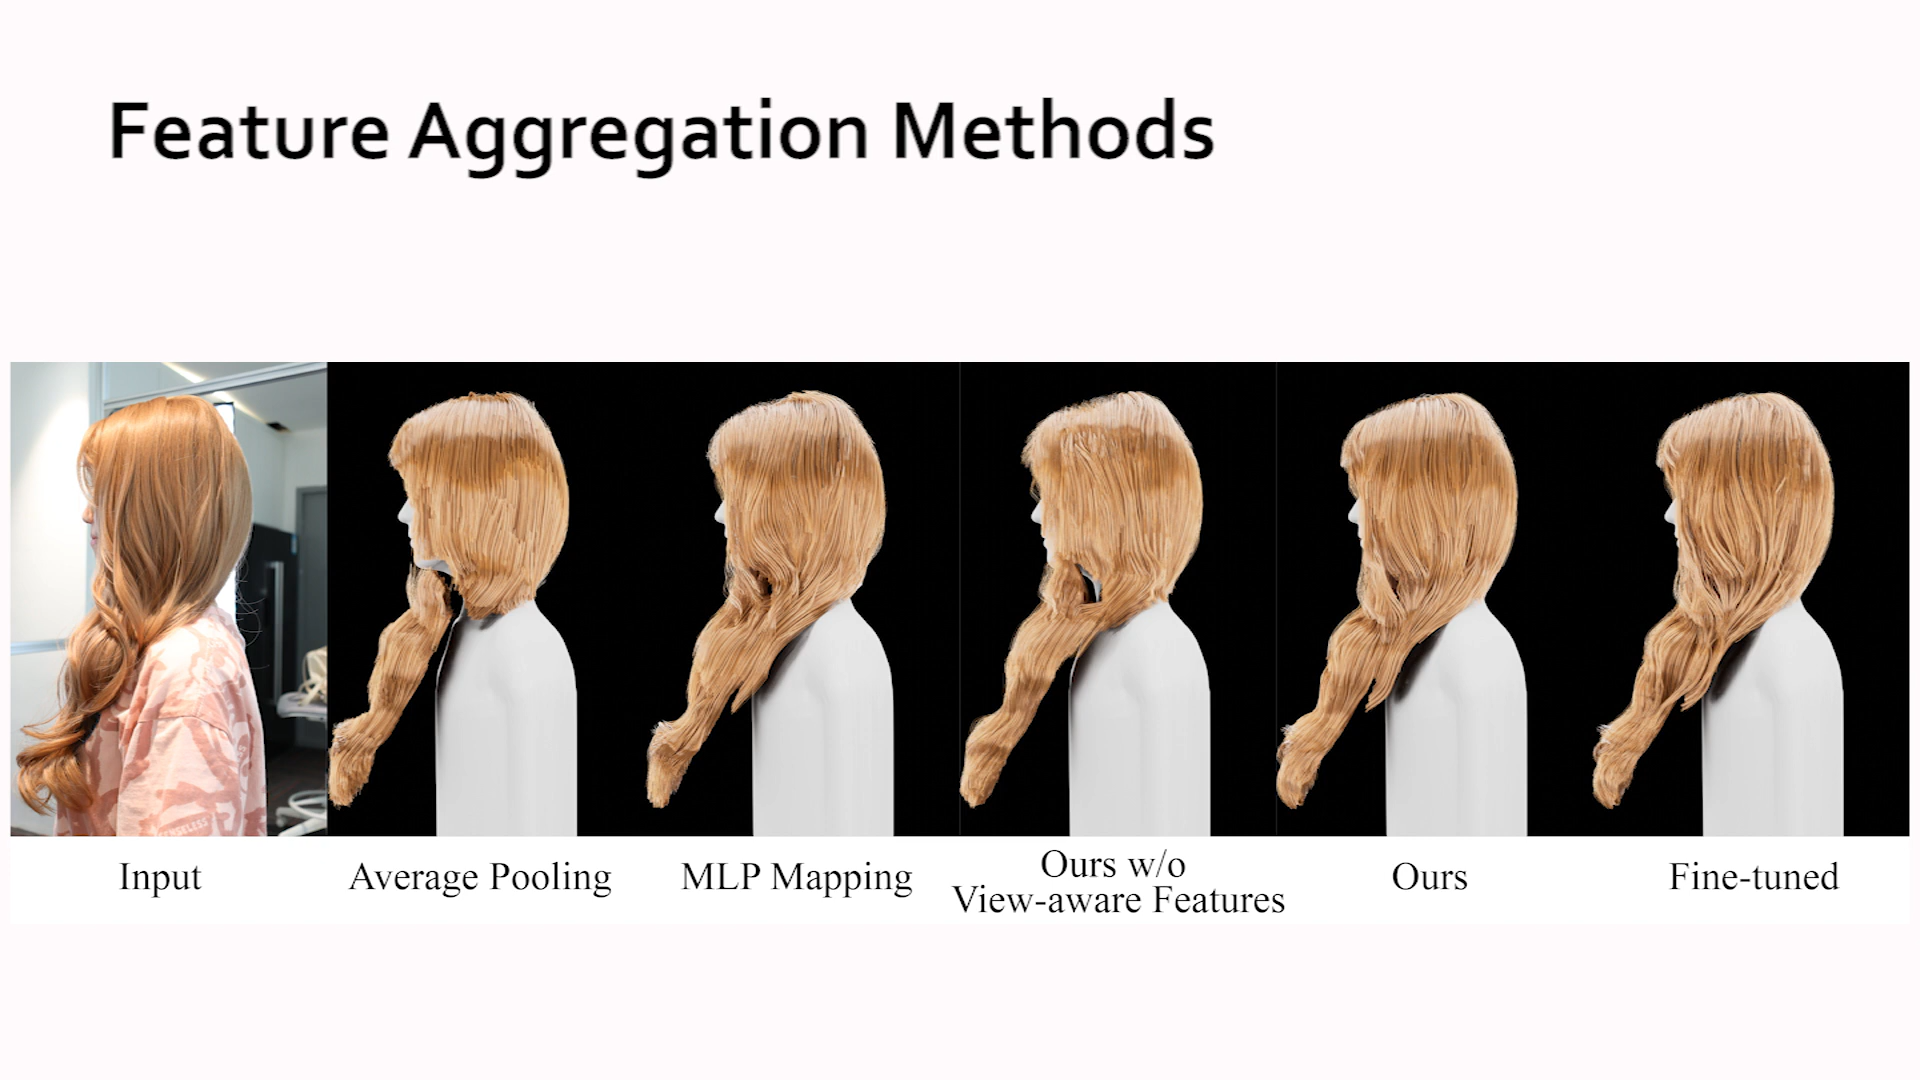 Feature Aggregation Methods
Input
Average Pooling
MLP Mapping
Ours w/o
View-aware Features
Ours
Fine-tuned